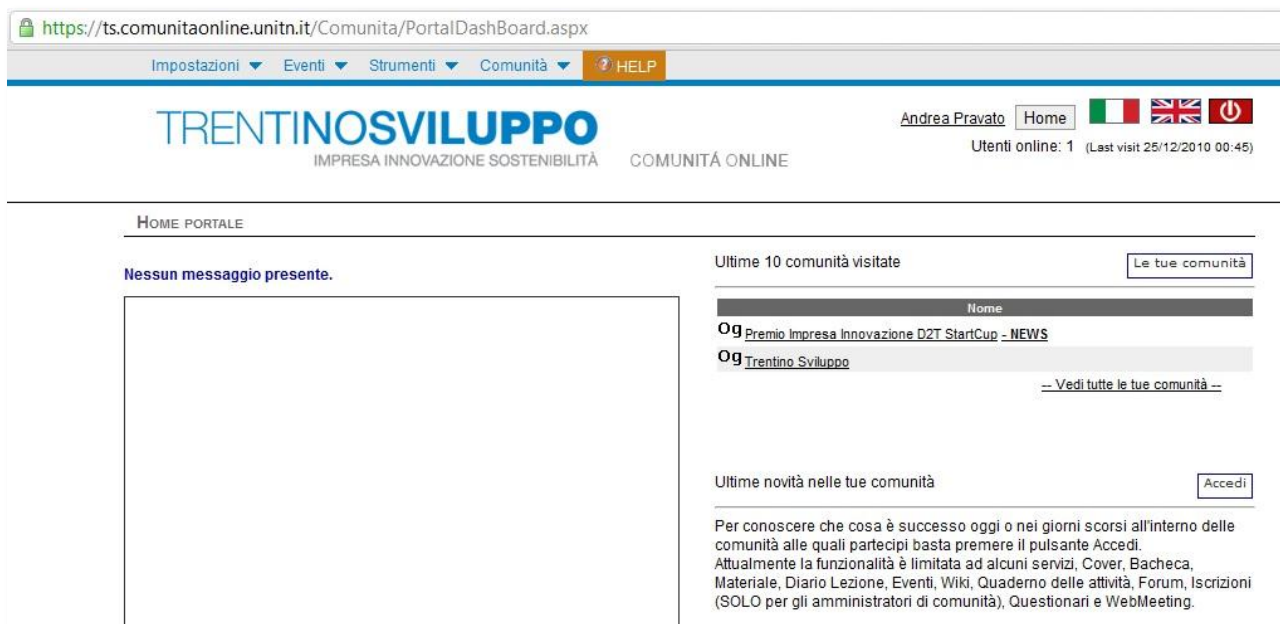 https://ts.comunitaonline.unitn.it/Comunita/PortalDashBoard.aspx
Impostazioni Eventi Strumenti Comunità HELP
TRENTINOSVILUPPO
IMPRESA INNOVAZIONE SOSTENIBILITÀ
COMUNITÁ ONLINE
Andrea Pravato Home
Utenti online: 1 (Last visit 25/12/2010 00:45)
HOME PORTALE
Nessun messaggio presente.
Ultime 10 comunità visitate
Le tue comunità
Nome
Og Premio Impresa Innovazione D2T StartCup - NEWS
Og Trentino Sviluppo
-- Vedi tutte le tue comunità --
Ultime novità nelle tue comunità
Accedi
Per conoscere che cosa è successo oggi o nei giorni scorsi all'interno delle
comunità alle quali partecipi basta premere il pulsante Accedi.
Attualmente la funzionalità è limitata ad alcuni servizi, Cover, Bacheca,
Materiale, Diario Lezione, Eventi, Wiki, Quaderno delle attività, Forum, Iscrizioni
(SOLO per gli amministratori di comunità), Questionari e WebMeeting.